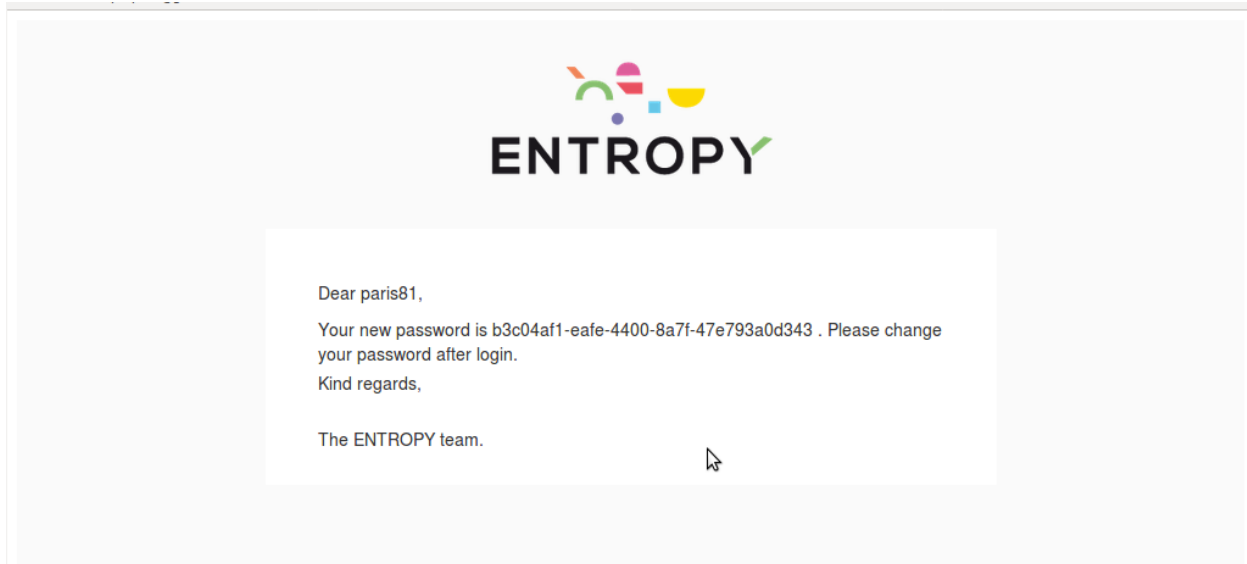 ENTROPY
Dear paris81,
Your new password is b3c04af1-eafe-4400-8a7f-47e793a0d343 . Please change
your password after login.
Kind regards,
The ENTROPY team.